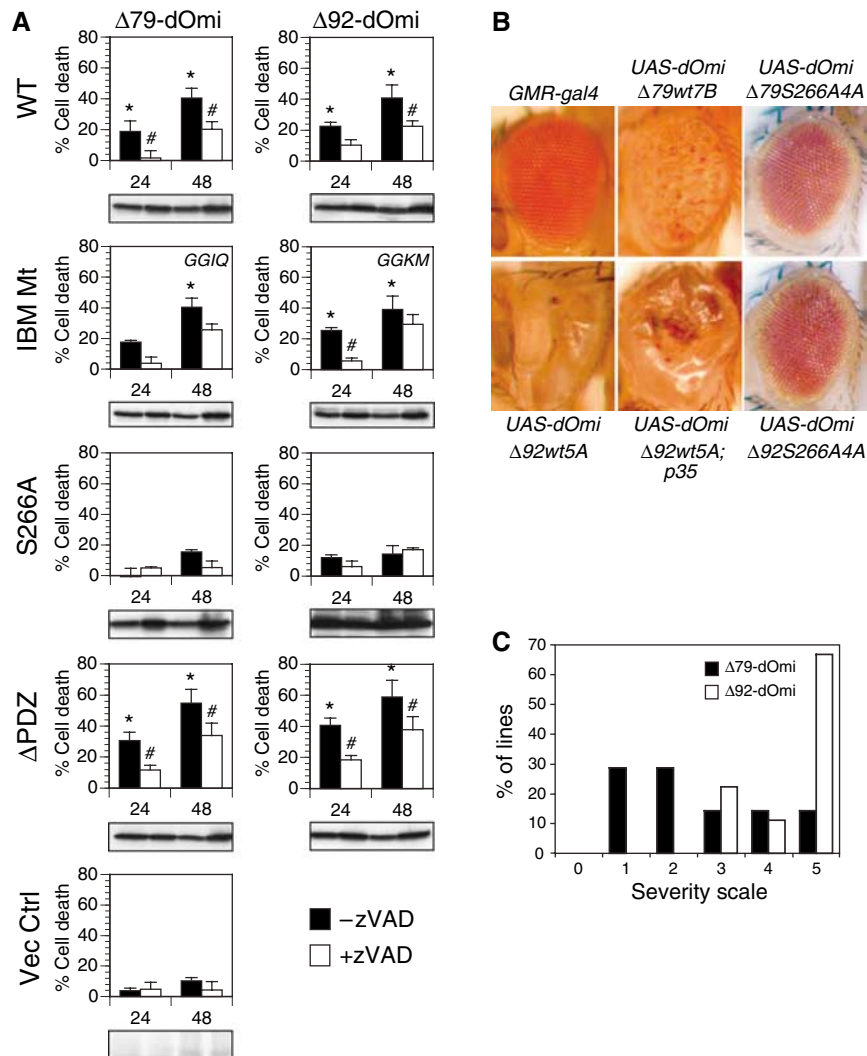 A
Δ79-dOmi
Δ92-dOmi
WT
% Cell death
80
60
40
20
0
*
#
*
#
24
48
% Cell death
80
60
40
20
0
*
*
#
24
48
IBM Mt
% Cell death
80
60
40
20
0
GGIQ
*
24
48
% Cell death
80
60
40
20
0
GGKM
*
#
*
24
48
S266A
% Cell death
80
60
40
20
0
24
48
% Cell death
80
60
40
20
0
24
48
ΔPDZ
% Cell death
80
60
40
20
0
*
#
*
#
24
48
% Cell death
80
60
40
20
0
*
#
*
#
24
48
Vec Ctrl
% Cell death
80
60
40
20
0
24
48
–zVAD
+zVAD
B
GMR-gal4
UAS-dOmi
Δ79wt7B
UAS-dOmi
Δ79S266A4A
UAS-dOmi
Δ92wt5A
UAS-dOmi
Δ92wt5A;
p35
UAS-dOmi
Δ92S266A4A
C
% of lines
70
60
50
40
30
20
10
0
Δ79-dOmi
Δ92-dOmi
0 1 2 3 4 5
Severity scale